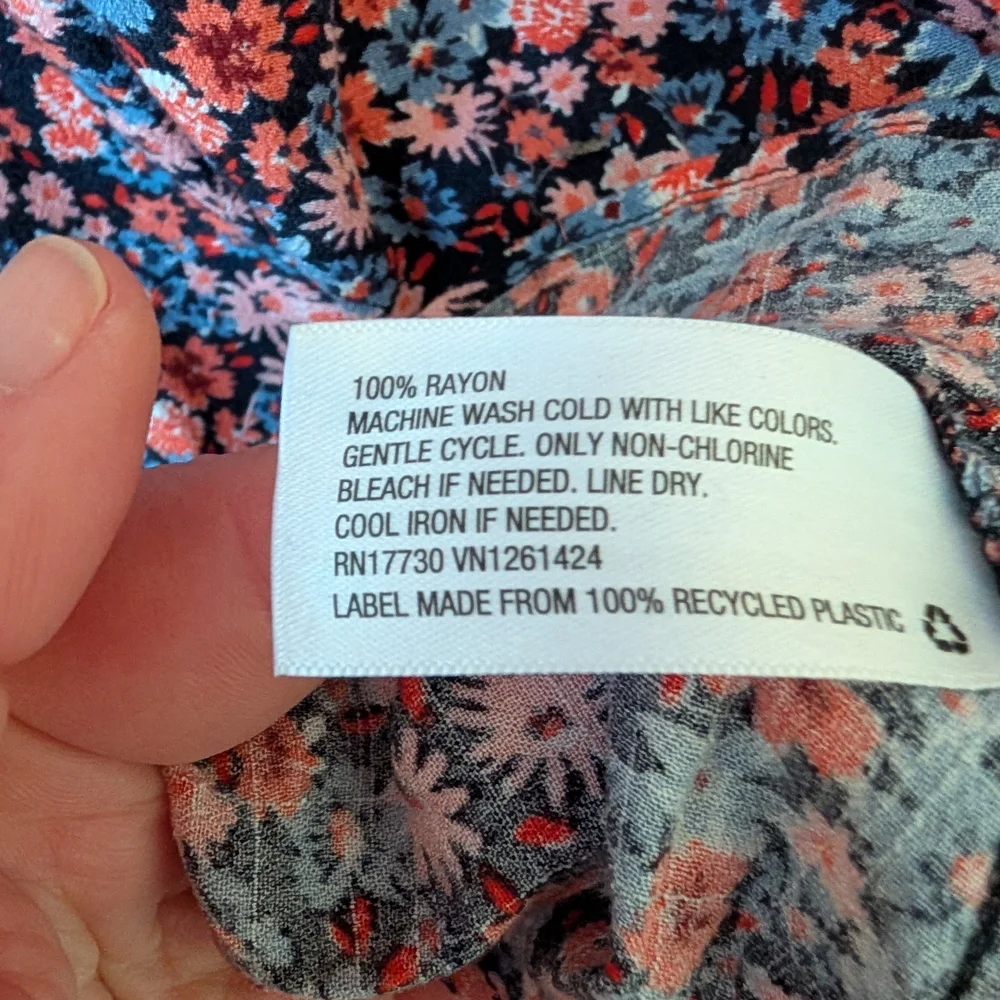 100% RAYON
MACHINE WASH COLD WITH LIKE COLORS.
GENTLE CYCLE. ONLY NON-CHLORINE
BLEACH IF NEEDED. LINE DRY.
COOL IRON IF NEEDED.
RN17730 VN1261424
LABEL MADE FROM 100% RECYCLED PLASTIC